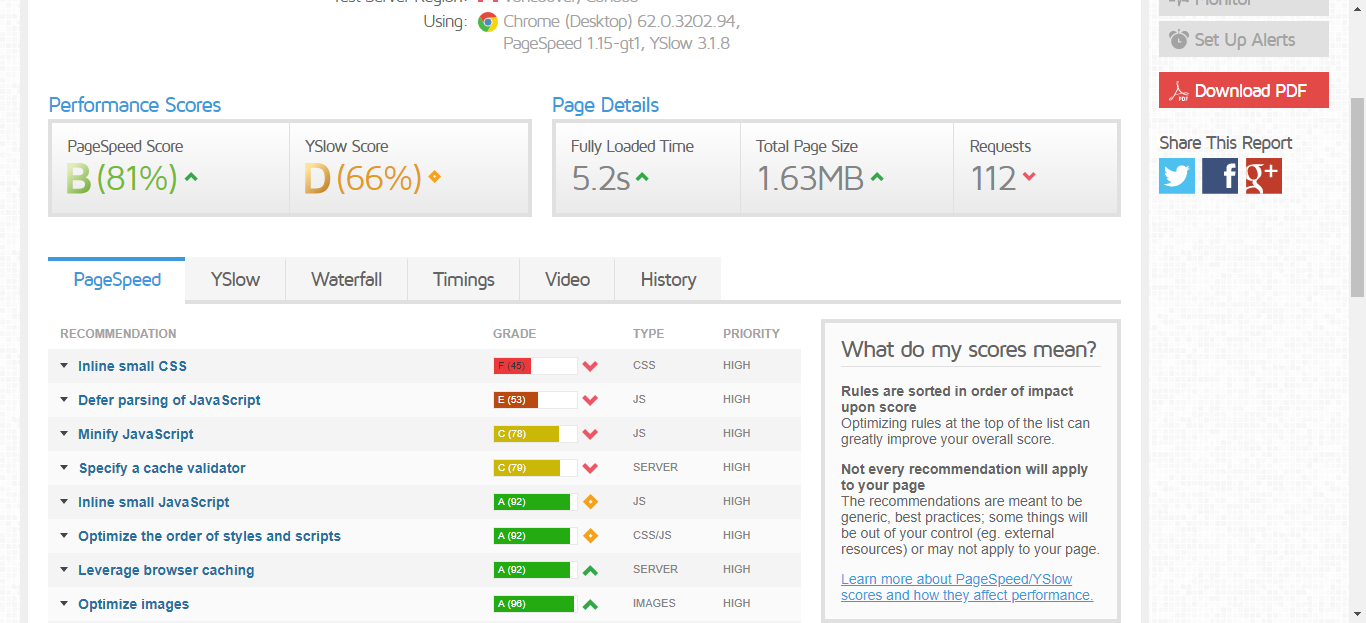 Using: Chrome (Desktop) 62.0.3202.94,
PageSpeed 1.15-gt1, YSlow 3.1.8
Monitor
Set Up Alerts
Download PDF
Share This Report
Performance Scores
PageSpeed Score YSlow Score
B (81%) D (66%)
Page Details
Fully Loaded Time Total Page Size Requests
5.2s 1.63MB 112
PageSpeed YSlow Waterfall Timings Video History
RECOMMENDATION GRADE TYPE PRIORITY
Inline small CSS F (45) CSS HIGH
Defer parsing of JavaScript E (53) JS HIGH
Minify JavaScript C (78) JS HIGH
Specify a cache validator C (79) SERVER HIGH
Inline small JavaScript A (92) JS HIGH
Optimize the order of styles and scripts A (92) CSS/JS HIGH
Leverage browser caching A (92) SERVER HIGH
Optimize images A (96) IMAGES HIGH
What do my scores mean?
Rules are sorted in order of impact
upon score
Optimizing rules at the top of the list can
greatly improve your overall score.
Not every recommendation will apply
to your page
The recommendations are meant to be
generic, best practices; some things will
be out of your control (eg. external
resources) or may not apply to your page.
Learn more about PageSpeed/YSlow
scores and how they affect performance.